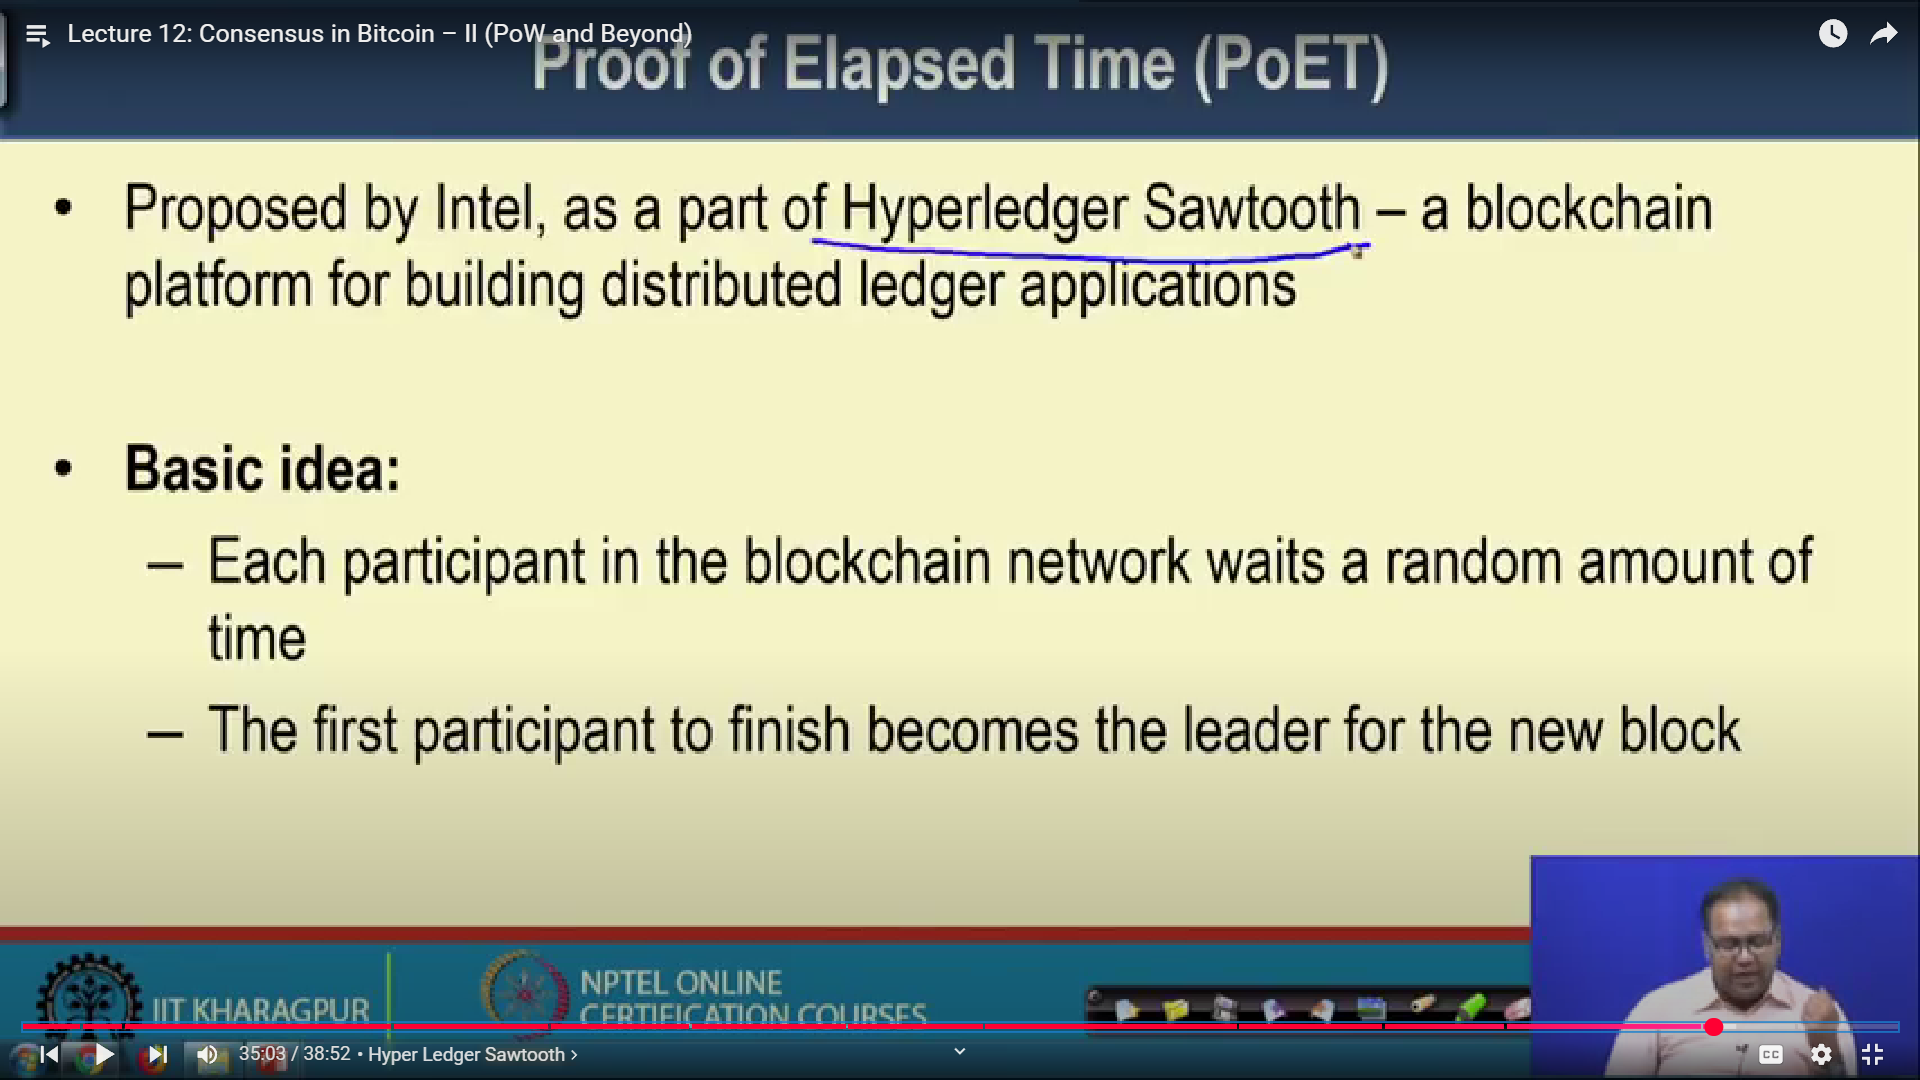 Lecture 12: Consensus in Bitcoin – II (PoW and Beyond)
Proof of Elapsed Time (PoET)
• Proposed by Intel, as a part of Hyperledger Sawtooth – a blockchain
platform for building distributed ledger applications
• Basic idea:
– Each participant in the blockchain network waits a random amount of
time
– The first participant to finish becomes the leader for the new block
IIT KHARAGPUR
NPTEL ONLINE
CERTIFICATION COURSES
35:03 / 38:52 • Hyper Ledger Sawtooth ›
CC